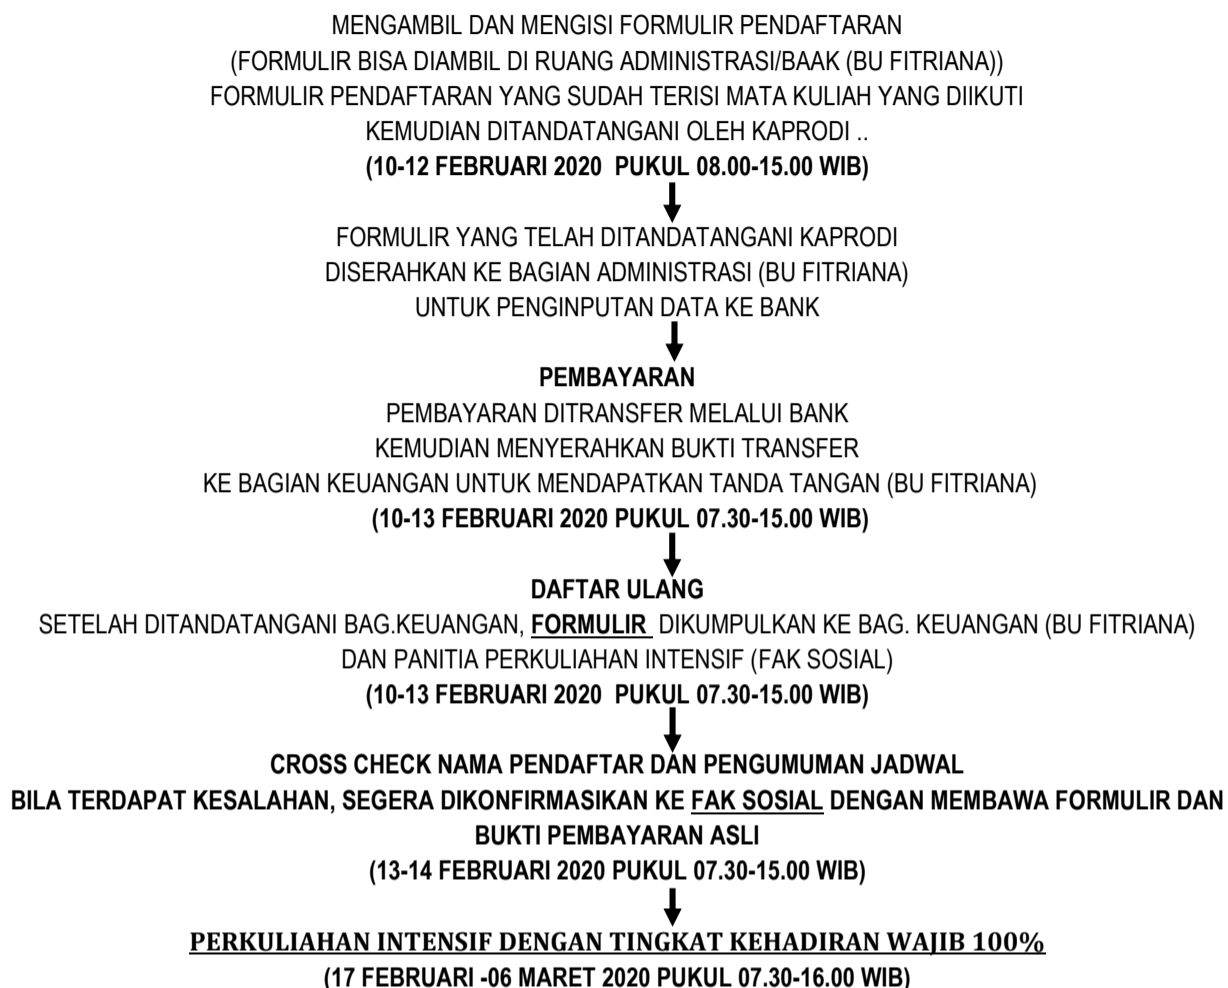 MENGAMBIL DAN MENGISI FORMULIR PENDAFTARAN
(FORMULIR BISA DIAMBIL DI RUANG ADMINISTRASI/BAAK (BU FITRIANA))
FORMULIR PENDAFTARAN YANG SUDAH TERISI MATA KULIAH YANG DIIKUTI
KEMUDIAN DITANDATANGANI OLEH KAPRODI ..
(10-12 FEBRUARI 2020 PUKUL 08.00-15.00 WIB)
FORMULIR YANG TELAH DITANDATANGANI KAPRODI
DISERAHKAN KE BAGIAN ADMINISTRASI (BU FITRIANA)
UNTUK PENGINPUTAN DATA KE BANK
PEMBAYARAN
PEMBAYARAN DITRANSFER MELALUI BANK
KEMUDIAN MENYERAHKAN BUKTI TRANSFER
KE BAGIAN KEUANGAN UNTUK MENDAPATKAN TANDA TANGAN (BU FITRIANA)
(10-13 FEBRUARI 2020 PUKUL 07.30-15.00 WIB)
DAFTAR ULANG
SETELAH DITANDATANGANI BAG.KEUANGAN, FORMULIR DIKUMPULKAN KE BAG. KEUANGAN (BU FITRIANA)
DAN PANITIA PERKULIAHAN INTENSIF (FAK SOSIAL)
(10-13 FEBRUARI 2020 PUKUL 07.30-15.00 WIB)
CROSS CHECK NAMA PENDAFTAR DAN PENGUMUMAN JADWAL
BILA TERDAPAT KESALAHAN, SEGERA DIKONFIRMASIKAN KE FAK SOSIAL DENGAN MEMBAWA FORMULIR DAN
BUKTI PEMBAYARAN ASLI
(13-14 FEBRUARI 2020 PUKUL 07.30-15.00 WIB)
PERKULIAHAN INTENSIF DENGAN TINGKAT KEHADIRAN WAJIB 100%
(17 FEBRUARI -06 MARET 2020 PUKUL 07.30-16.00 WIB)